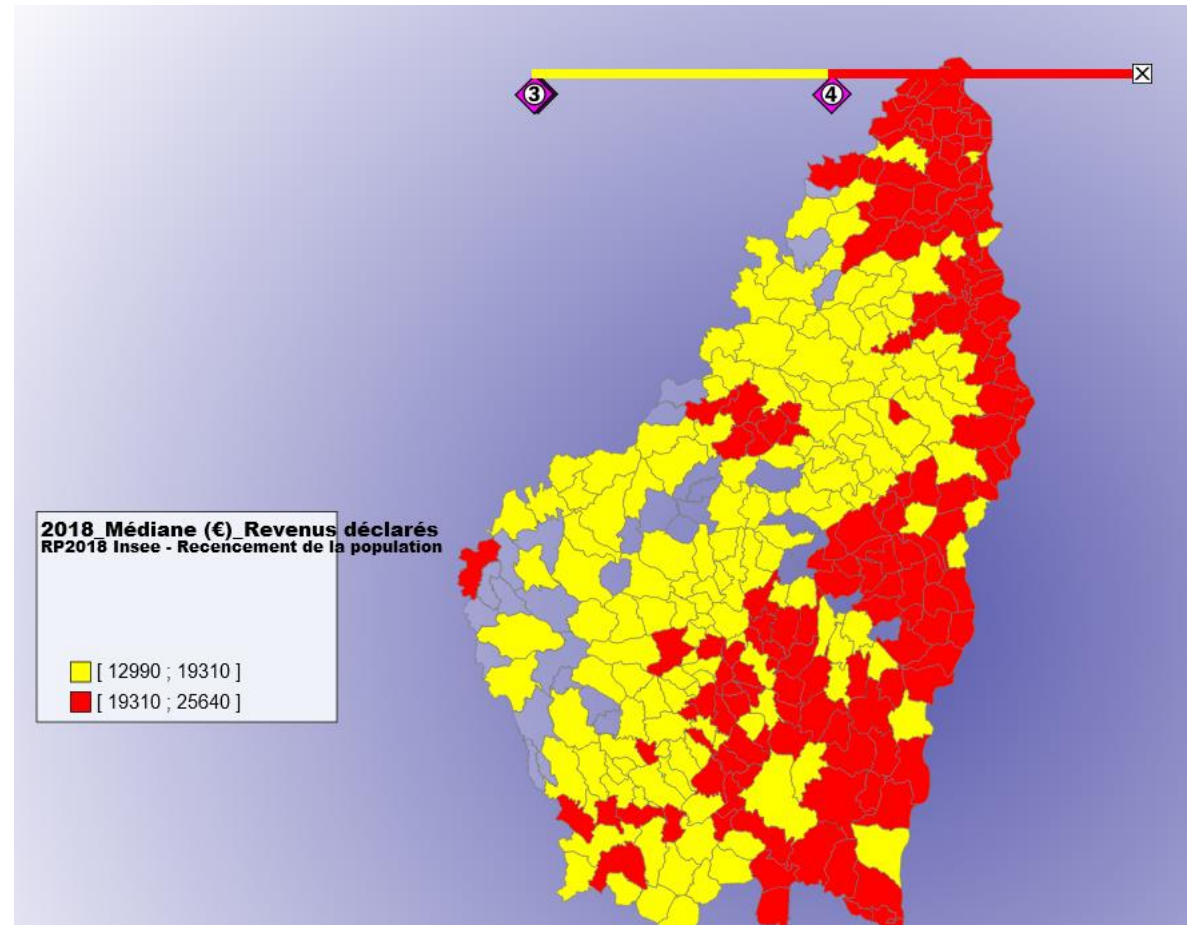 3
4
2018_Médiane (€)_Revenus déclarés
RP2018 Insee - Recencement de la population
[ 12990 ; 19310 ]
[ 19310 ; 25640 ]